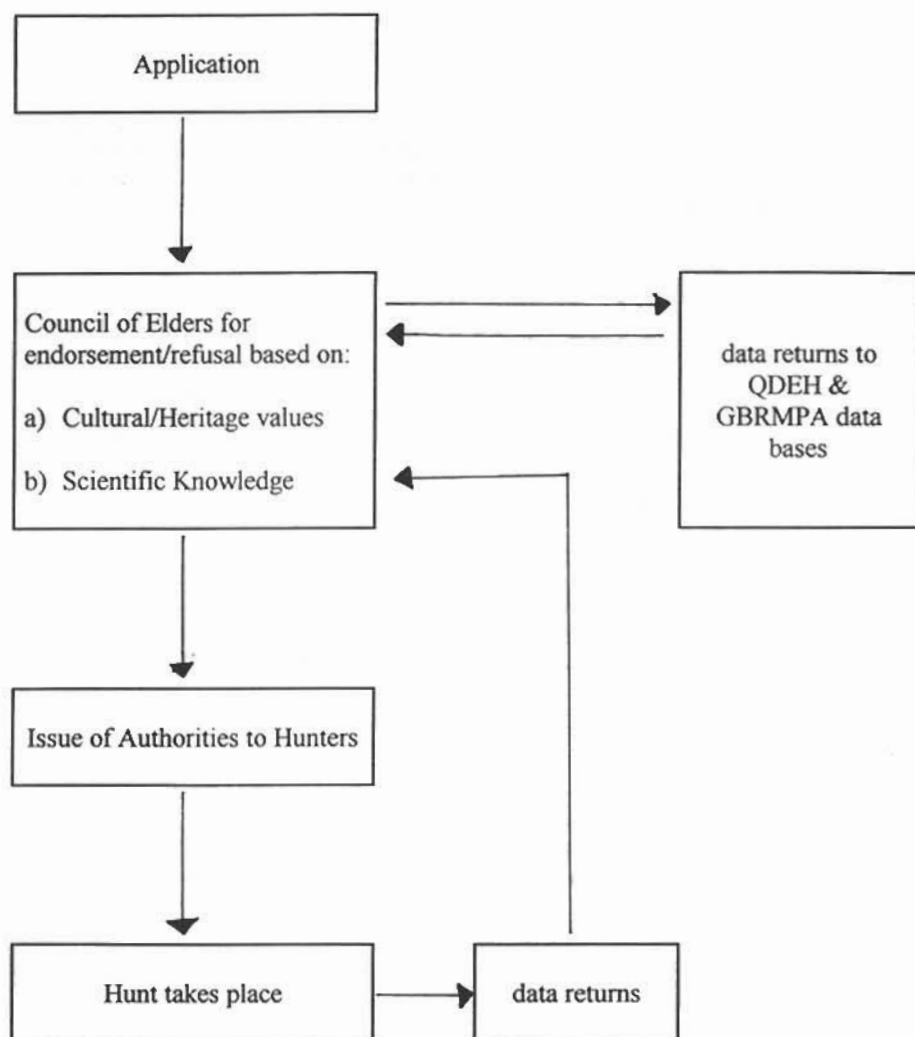 Application
Council of Elders for
endorsement/refusal based on:
a) Cultural/Heritage values
b) Scientific Knowledge
data returns to
QDEH &
GBRMPA data
bases
Issue of Authorities to Hunters
Hunt takes place
data returns